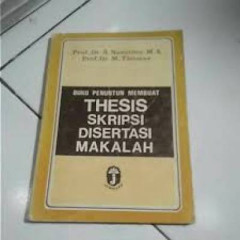 Prof. Dr. S. Nasution, M.A.
Prof. Dr. M. Thomas
BUKU PENUNTUN MEMBUAT
THESIS
SKRIPSI
DISERTASI
MAKALAH